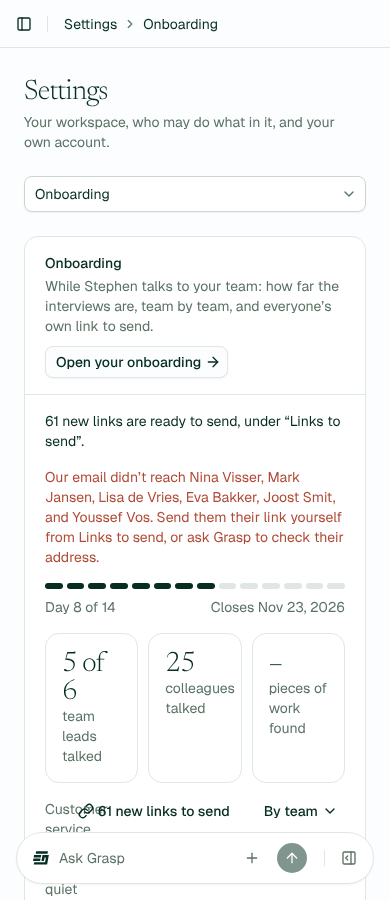 Settings > Onboarding
Settings
Your workspace, who may do what in it, and your
own account.
Onboarding
Onboarding
While Stephen talks to your team: how far the
interviews are, team by team, and everyone’s
own link to send.
Open your onboarding →
61 new links are ready to send, under “Links to
send”.
Our email didn’t reach Nina Visser, Mark
Jansen, Lisa de Vries, Eva Bakker, Joost Smit,
and Youssef Vos. Send them their link yourself
from Links to send, or ask Grasp to check their
address.
Day 8 of 14
Closes Nov 23, 2026
5 of
6
team
leads
talked
25
colleagues
talked
–
pieces of
work
found
Customer
service
61 new links to send
By team
Ask Grasp
quiet